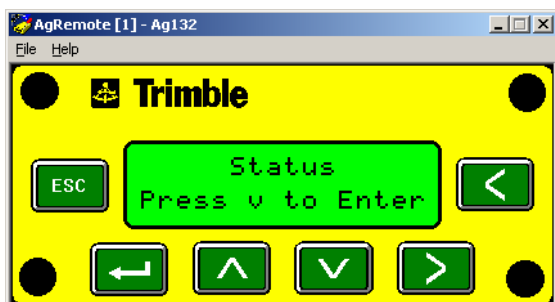 AgRemote [1] - Ag132
File Help
Trimble
Status
ESC
Press v to Enter